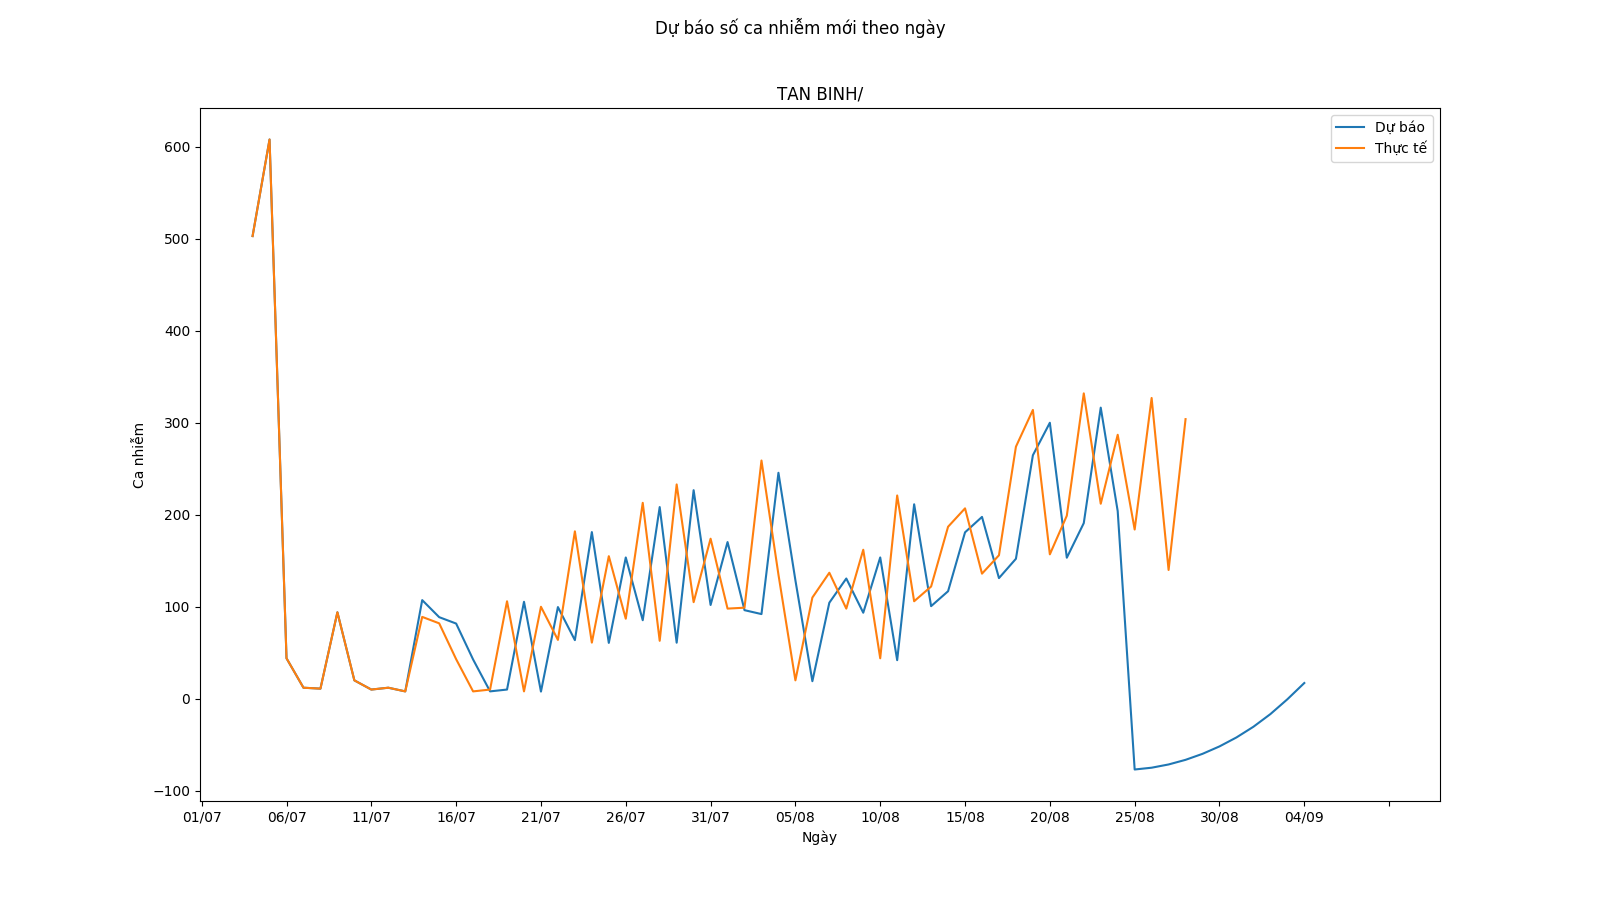 Dự báo số ca nhiễm mới theo ngày
TAN BINH/
Dự báo
Thực tế
600
500
400
300
200
100
0
−100
Ca nhiễm
01/07 06/07 11/07 16/07 21/07 26/07 31/07 05/08 10/08 15/08 20/08 25/08 30/08 04/09
Ngày